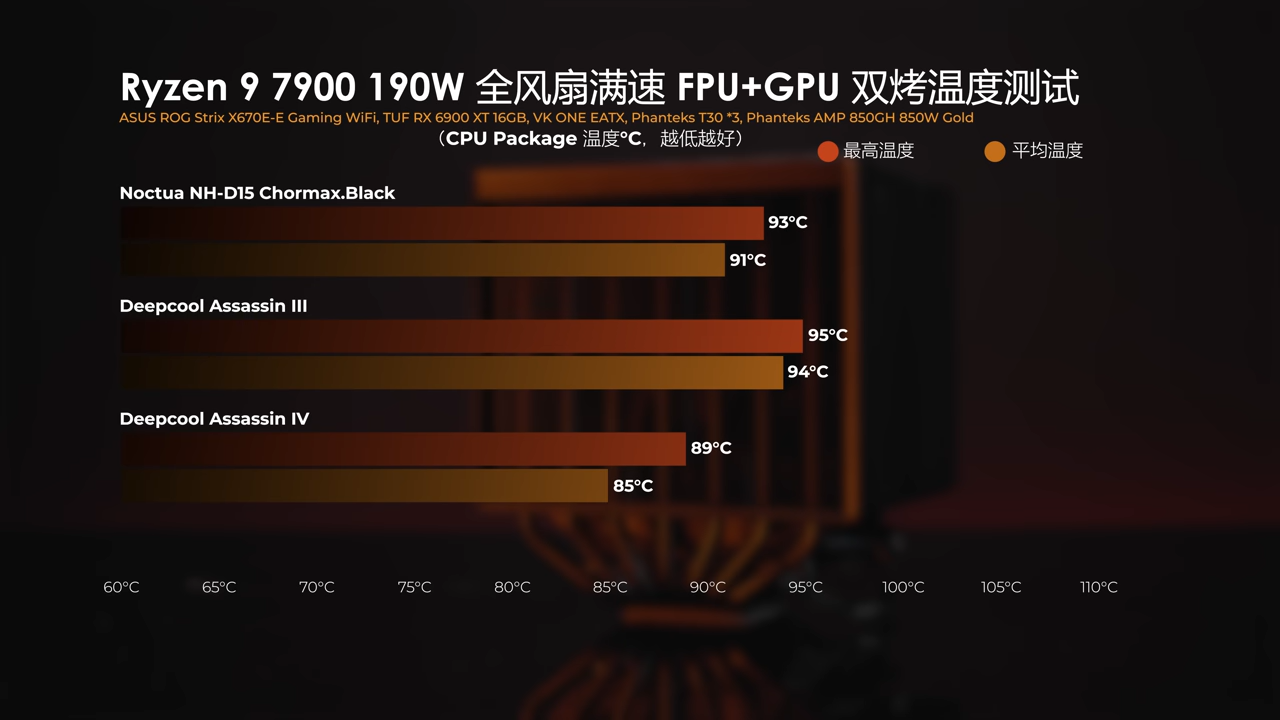 Ryzen 9 7900 190W 全风扇满速 FPU+GPU 双烤温度测试
ASUS ROG Strix X670E-E Gaming WiFi, TUF RX 6900 XT 16GB, VK ONE EATX, Phanteks T30 *3, Phanteks AMP 850GH 850W Gold
（CPU Package 温度°C，越低越好）
最高温度
平均温度
Noctua NH-D15 Chormax.Black
93°C
91°C
Deepcool Assassin III
95°C
94°C
Deepcool Assassin IV
89°C
85°C
60°C 65°C 70°C 75°C 80°C 85°C 90°C 95°C 100°C 105°C 110°C